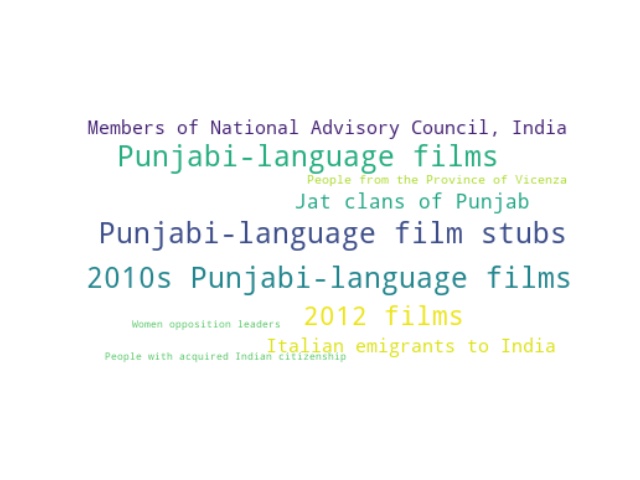 Members of National Advisory Council, India
Punjabi-language films
People from the Province of Vicenza
Jat clans of Punjab
Punjabi-language film stubs
2010s Punjabi-language films
2012 films
Women opposition leaders
Italian emigrants to India
People with acquired Indian citizenship